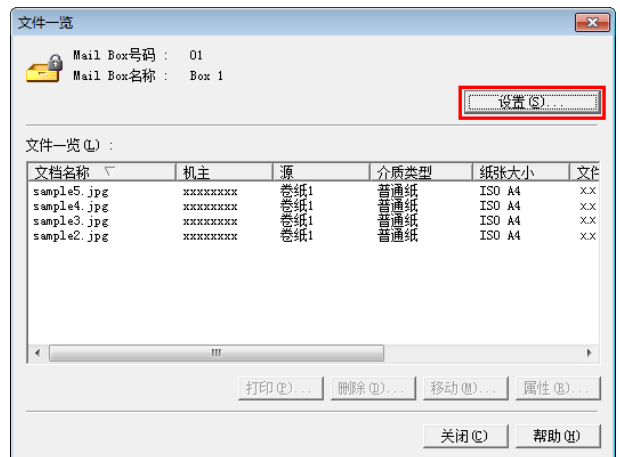 文件一览
Mail Box号码 : 01
Mail Box名称 : Box 1
设置(S)...
文件一览(L) :
文档名称 机主 源 介质类型 纸张大小 文件
sample5.jpg xxxxxxxx 卷纸1 普通纸 ISO A4 x.x
sample4.jpg xxxxxxxx 卷纸1 普通纸 ISO A4 x.x
sample3.jpg xxxxxxxx 卷纸1 普通纸 ISO A4 x.x
sample2.jpg xxxxxxxx 卷纸1 普通纸 ISO A4 x.x
打印(P)... 删除(D)... 移动(M)... 属性(R)...
关闭(C) 帮助(H)